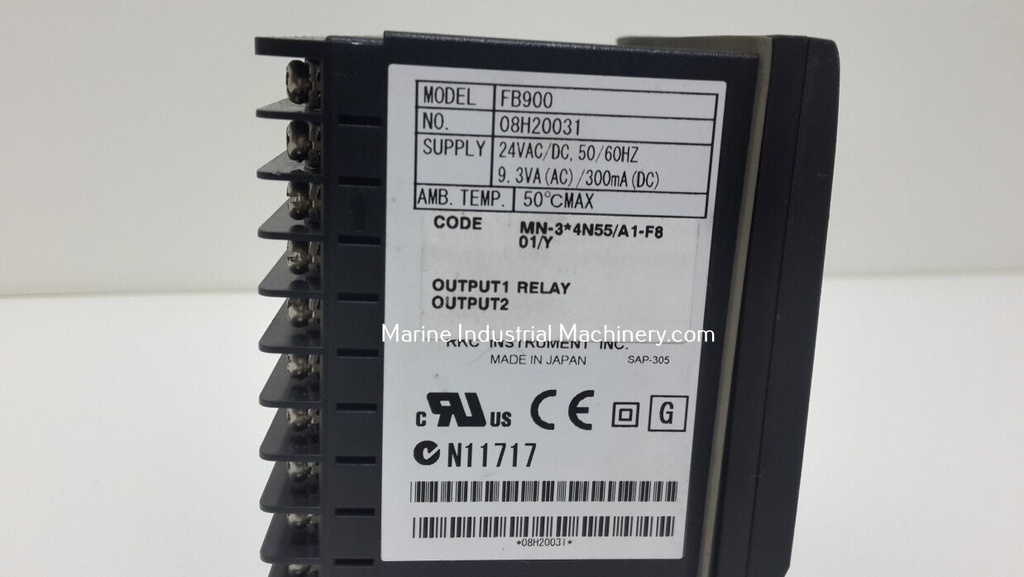 MODEL FB900
NO. 08H20031
SUPPLY 24VAC/DC, 50/60HZ
9.3VA(AC)/300mA(DC)
AMB. TEMP. 50℃MAX
CODE MN-3*4N55/A1-F8
01/Y
OUTPUT1 RELAY
OUTPUT2
Marine Industrial Machinery.com
RKC INSTRUMENT INC.
MADE IN JAPAN SAP-305
c RU US CE G
N11717
*08H20031*